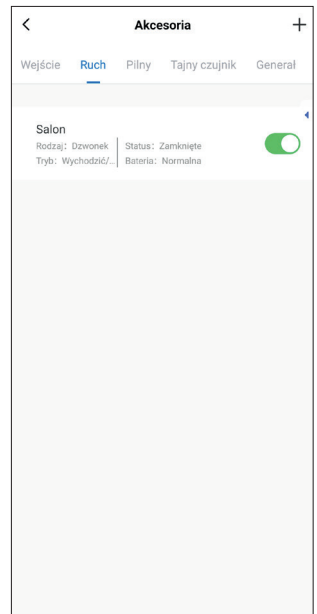 Akcesoria
Wejście Ruch Pilny Tajny czujnik Generał
Salon
Rodzaj: Dzwonek Status: Zamknięte
Tryb: Wychodzić/... Bateria: Normalna